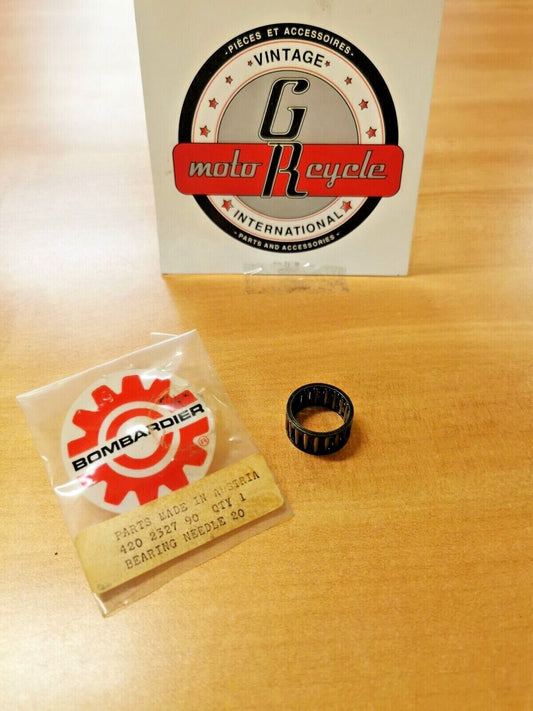 - PIÈCES ET ACCESSOIRES -
VINTAGE
G
moto R cycle
INTERNATIONAL
- PARTS AND ACCESSORIES -
BOMBARDIER
®
PARTS MADE IN AUSTRIA
420 2327 90 QTY 1
BEARING NEEDLE 20